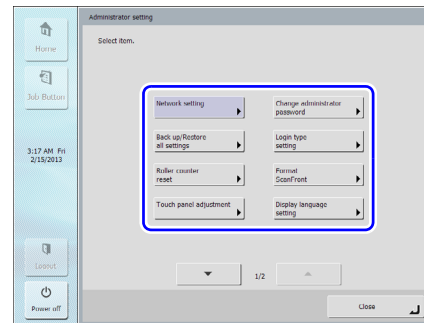 Administrator setting
Select item.
Home
Job Button
3:17 AM Fri
2/15/2013
Logout
Power off
Network setting
Change administrator
password
Back up/Restore
all settings
Login type
setting
Roller counter
reset
Format
ScanFront
Touch panel adjustment
Display language
setting
1/2
Close